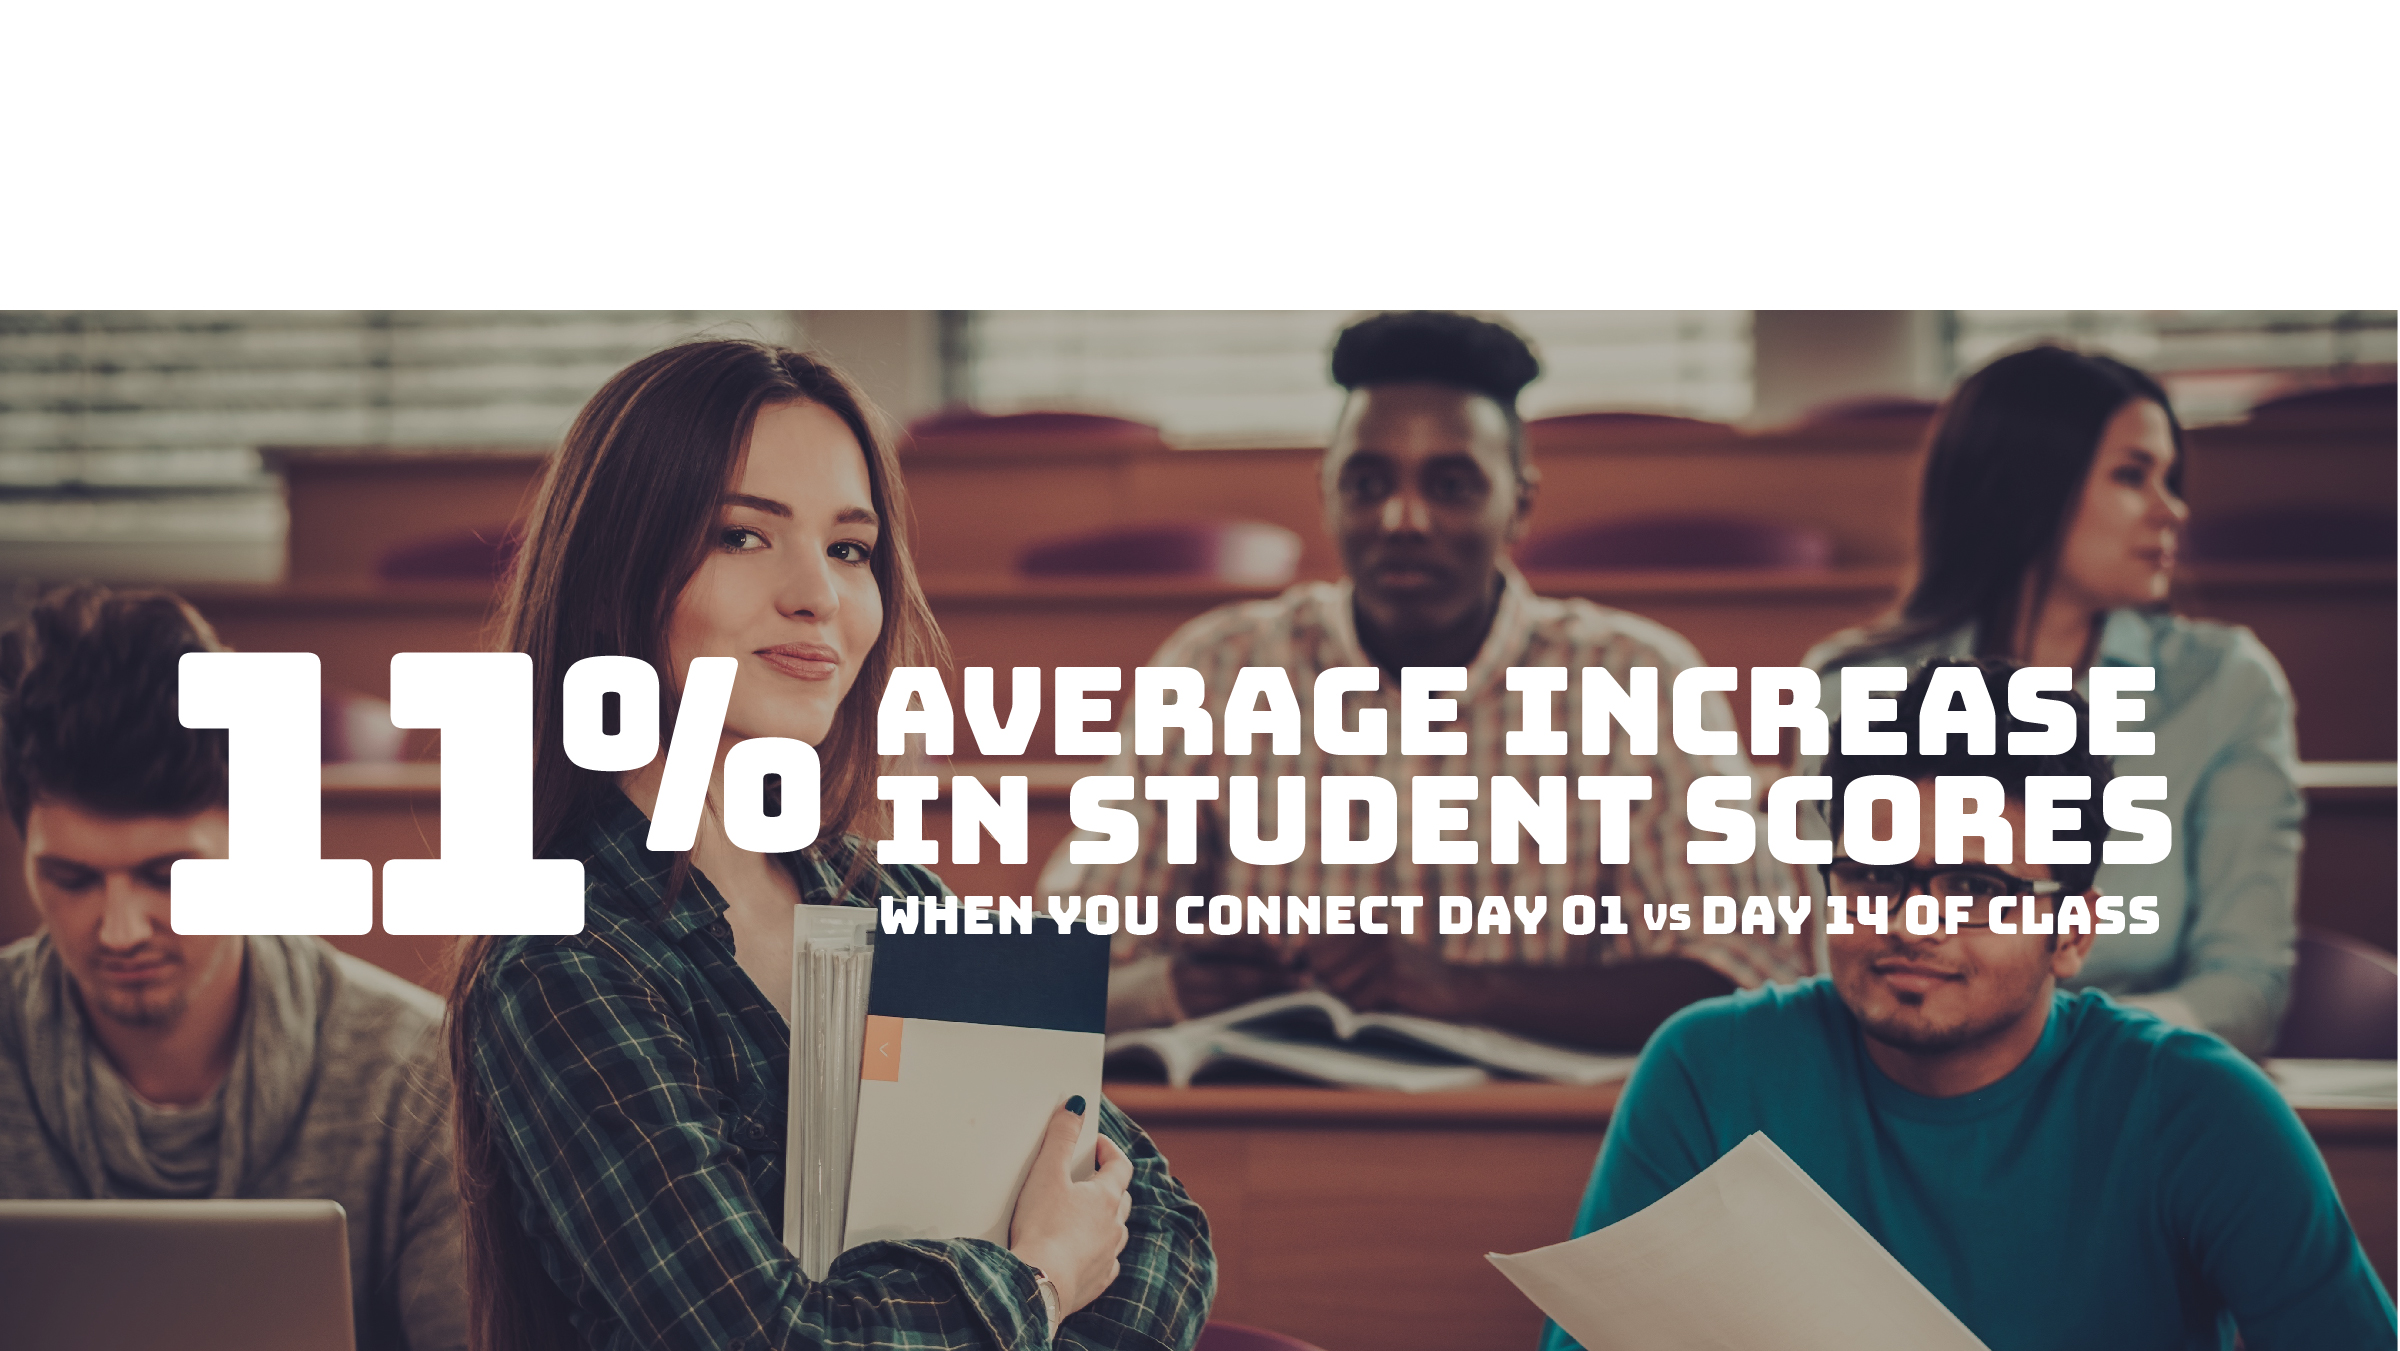 11% AVERAGE INCREASE
IN STUDENT SCORES
WHEN YOU CONNECT DAY 01 VS DAY 14 OF CLASS